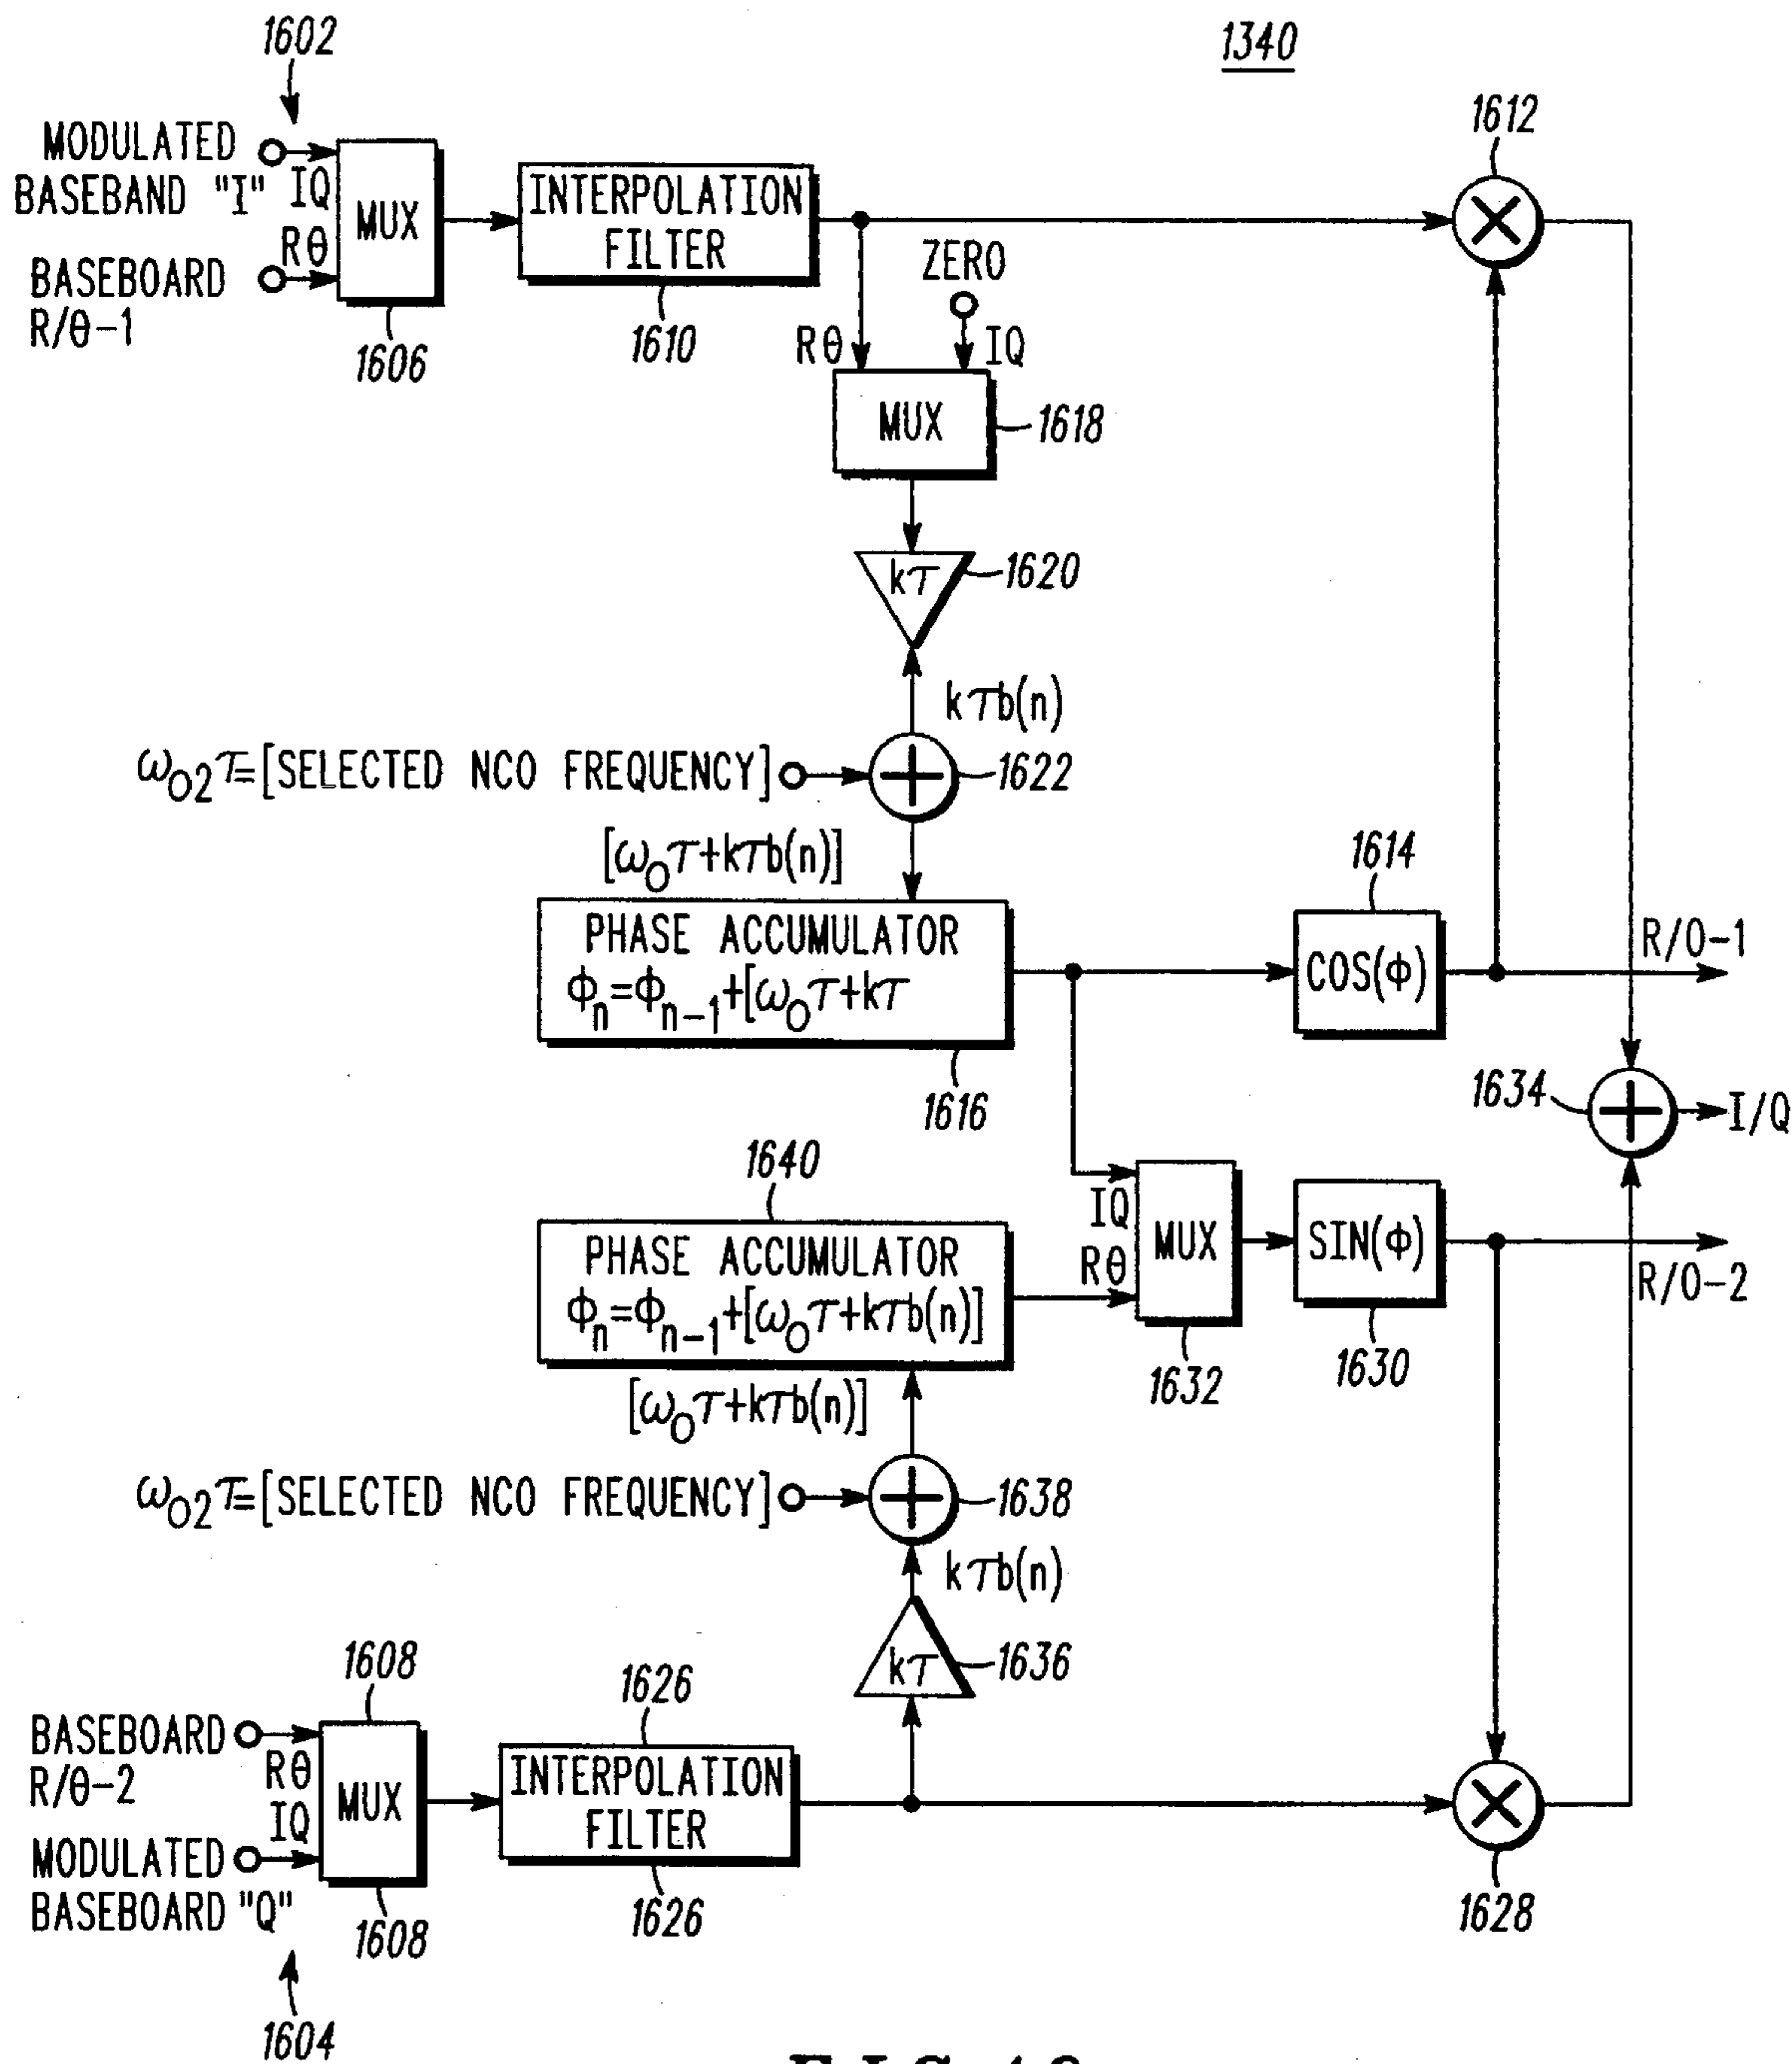 1602
1340
MODULATED
BASEBAND "I"
IQ
Rθ
BASEBOARD
R/θ-1
MUX
1606
INTERPOLATION
FILTER
1610
1612
ZERO
Rθ
IQ
MUX
1618
kτ
1620
kτb(n)
ω02τ=[SELECTED NCO FREQUENCY]
1622
[ω0τ+kτb(n)]
PHASE ACCUMULATOR
ϕn=ϕn-1+[ω0τ+kτ
1616
1614
COS(ϕ)
R/O-1
1634
I/Q
1640
PHASE ACCUMULATOR
ϕn=ϕn-1+[ω0τ+kτb(n)]
IQ
Rθ
MUX
1632
SIN(ϕ)
1630
R/O-2
[ω0τ+kτb(n)]
ω02τ=[SELECTED NCO FREQUENCY]
1638
kτb(n)
kτ
1636
1608
BASEBOARD
R/θ-2
Rθ
IQ
MODULATED
BASEBOARD "Q"
MUX
1608
1626
INTERPOLATION
FILTER
1626
1628
1604